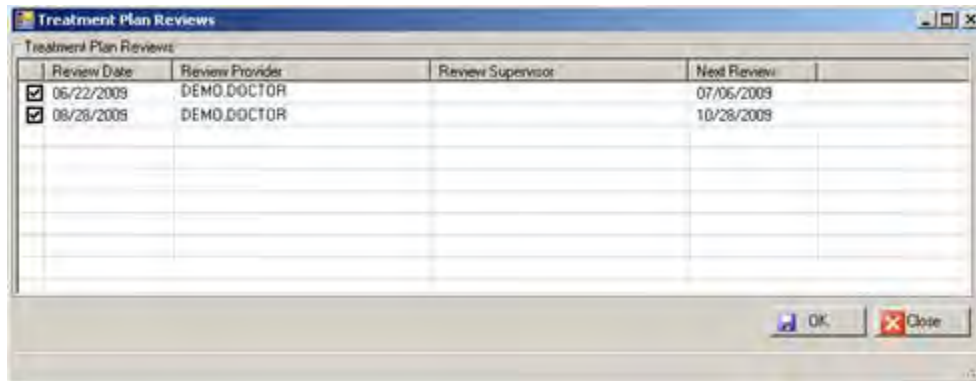 Treatment Plan Reviews
Treatment Plan Reviews
Review Date Review Provider Review Supervisor Next Review
06/22/2009 DEMO,DOCTOR 07/06/2009
08/28/2009 DEMO,DOCTOR 10/28/2009
OK Close